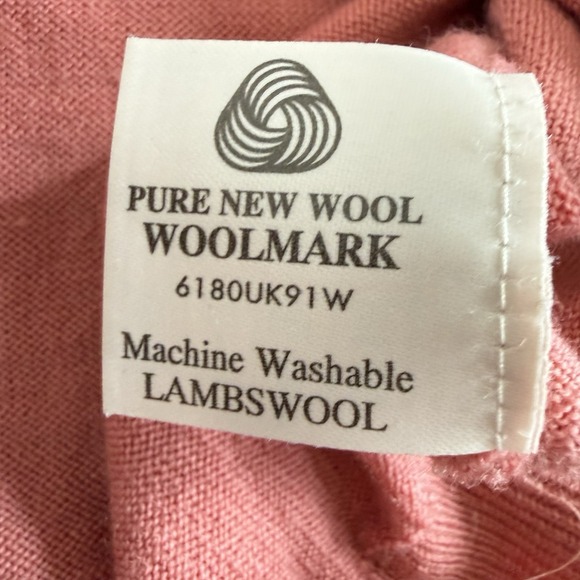 PURE NEW WOOL
WOOLMARK
6180UK91W
Machine Washable
LAMBSWOOL